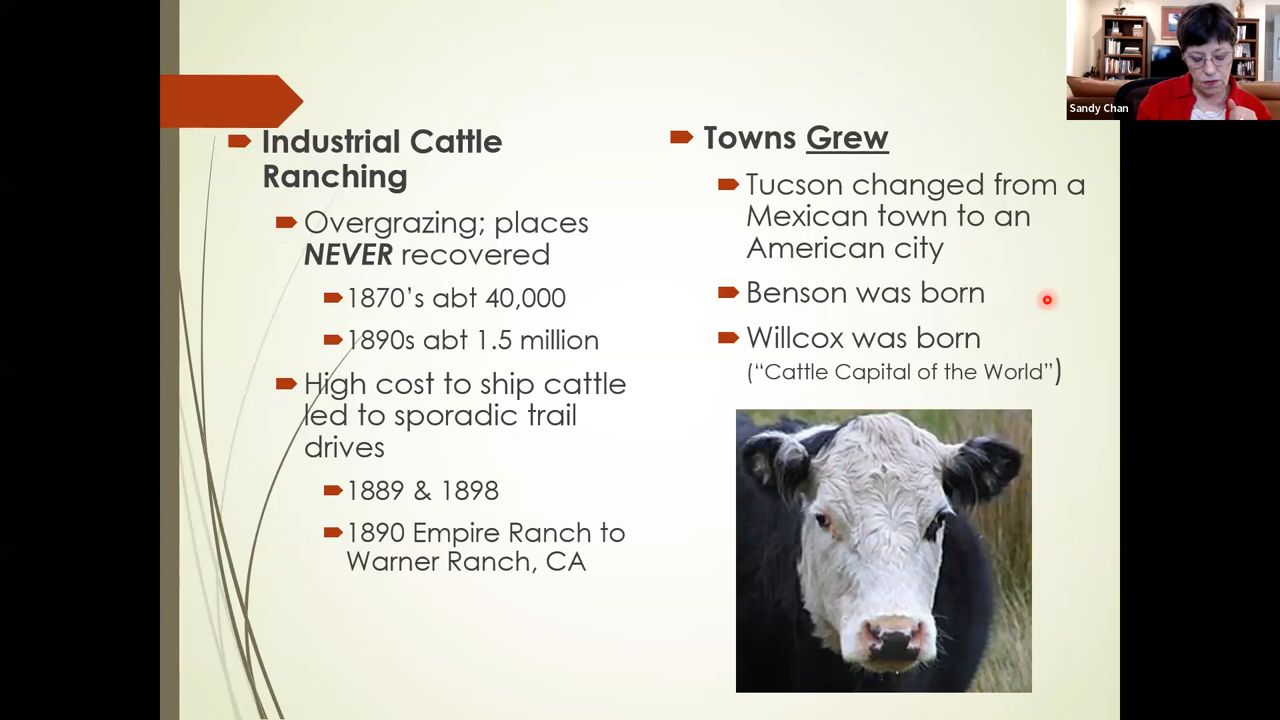 Industrial Cattle
Ranching
Overgrazing; places
NEVER recovered
1870’s abt 40,000
1890s abt 1.5 million
High cost to ship cattle
led to sporadic trail
drives
1889 & 1898
1890 Empire Ranch to
Warner Ranch, CA
Towns Grew
Tucson changed from a
Mexican town to an
American city
Benson was born
Willcox was born
(“Cattle Capital of the World”)
Sandy Chan